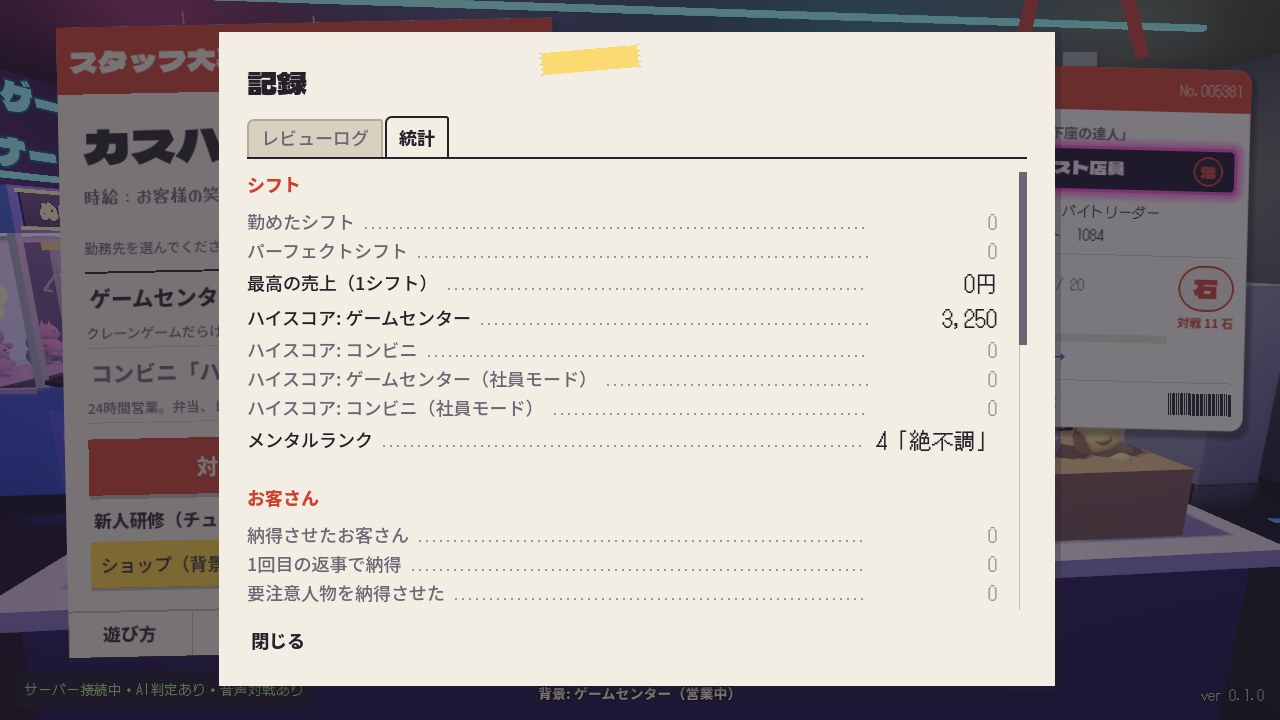 スタッフ大
カスハ
時給：お客様の笑
勤務先を選んでくださ
ゲームセンタ
クレーンゲームだらけ
コンビニ「ハ
24時間営業。弁当、
対
新人研修（チュ
ショップ（背景
遊び方
ゲー
ナー
記録
レビューログ
統計
シフト
勤めたシフト 0
パーフェクトシフト 0
最高の売上（1シフト） 0円
ハイスコア: ゲームセンター 3,250
ハイスコア: コンビニ 0
ハイスコア: ゲームセンター（社員モード） 0
ハイスコア: コンビニ（社員モード） 0
メンタルランク 4「絶不調」
お客さん
納得させたお客さん 0
1回目の返事で納得 0
要注意人物を納得させた 0
閉じる
No. 005381
下座の達人」
スト店員
バイトリーダー
1084
/ 20
石
対戦 11 石
サーバー接続中・AI判定あり・音声対戦あり
背景: ゲームセンター（営業中）
ver 0.1.0